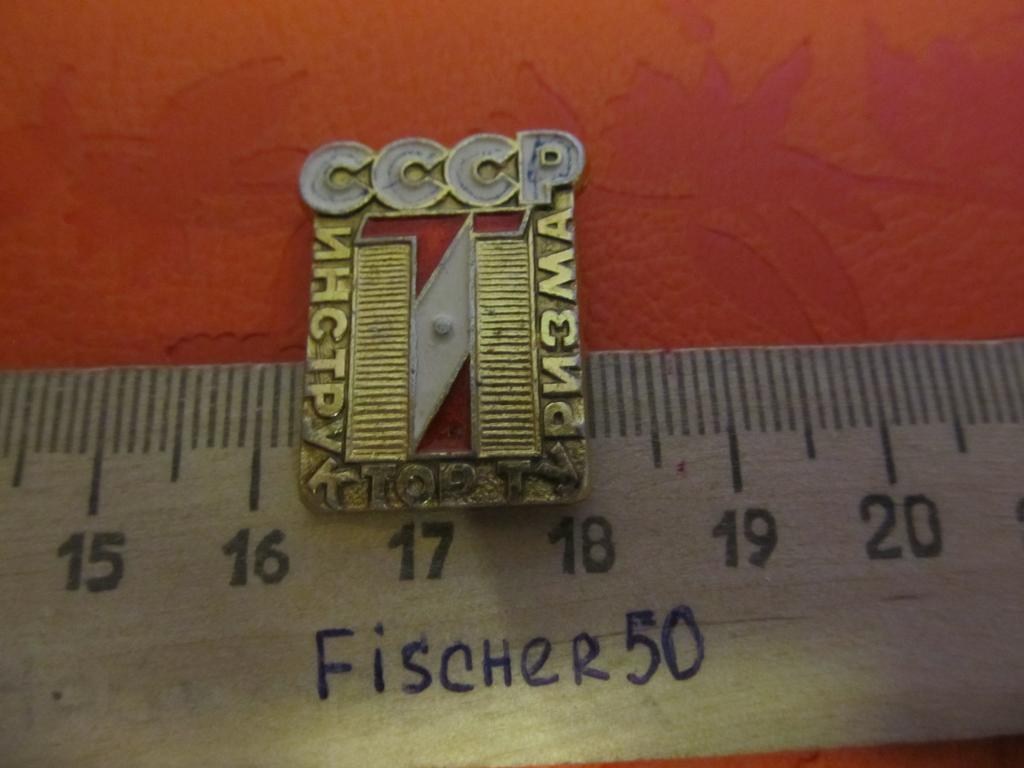 СССР
ИНСТРУКТОР ТУРИЗМА
15 16 17 18 19 20
Fischer50